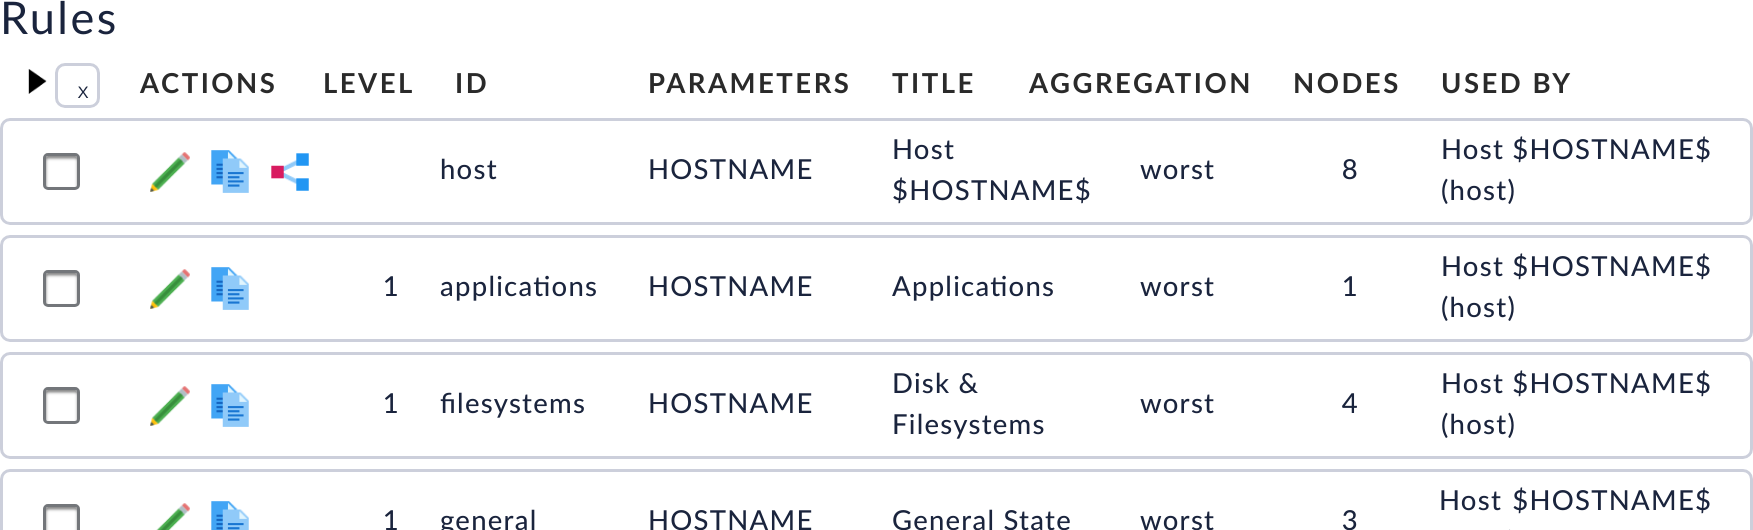 Rules
x ACTIONS LEVEL ID PARAMETERS TITLE AGGREGATION NODES USED BY
host HOSTNAME Host $HOSTNAME$ worst 8 Host $HOSTNAME$ (host)
1 applications HOSTNAME Applications worst 1 Host $HOSTNAME$ (host)
1 filesystems HOSTNAME Disk & Filesystems worst 4 Host $HOSTNAME$ (host)
1 general HOSTNAME General State worst 3 Host $HOSTNAME$